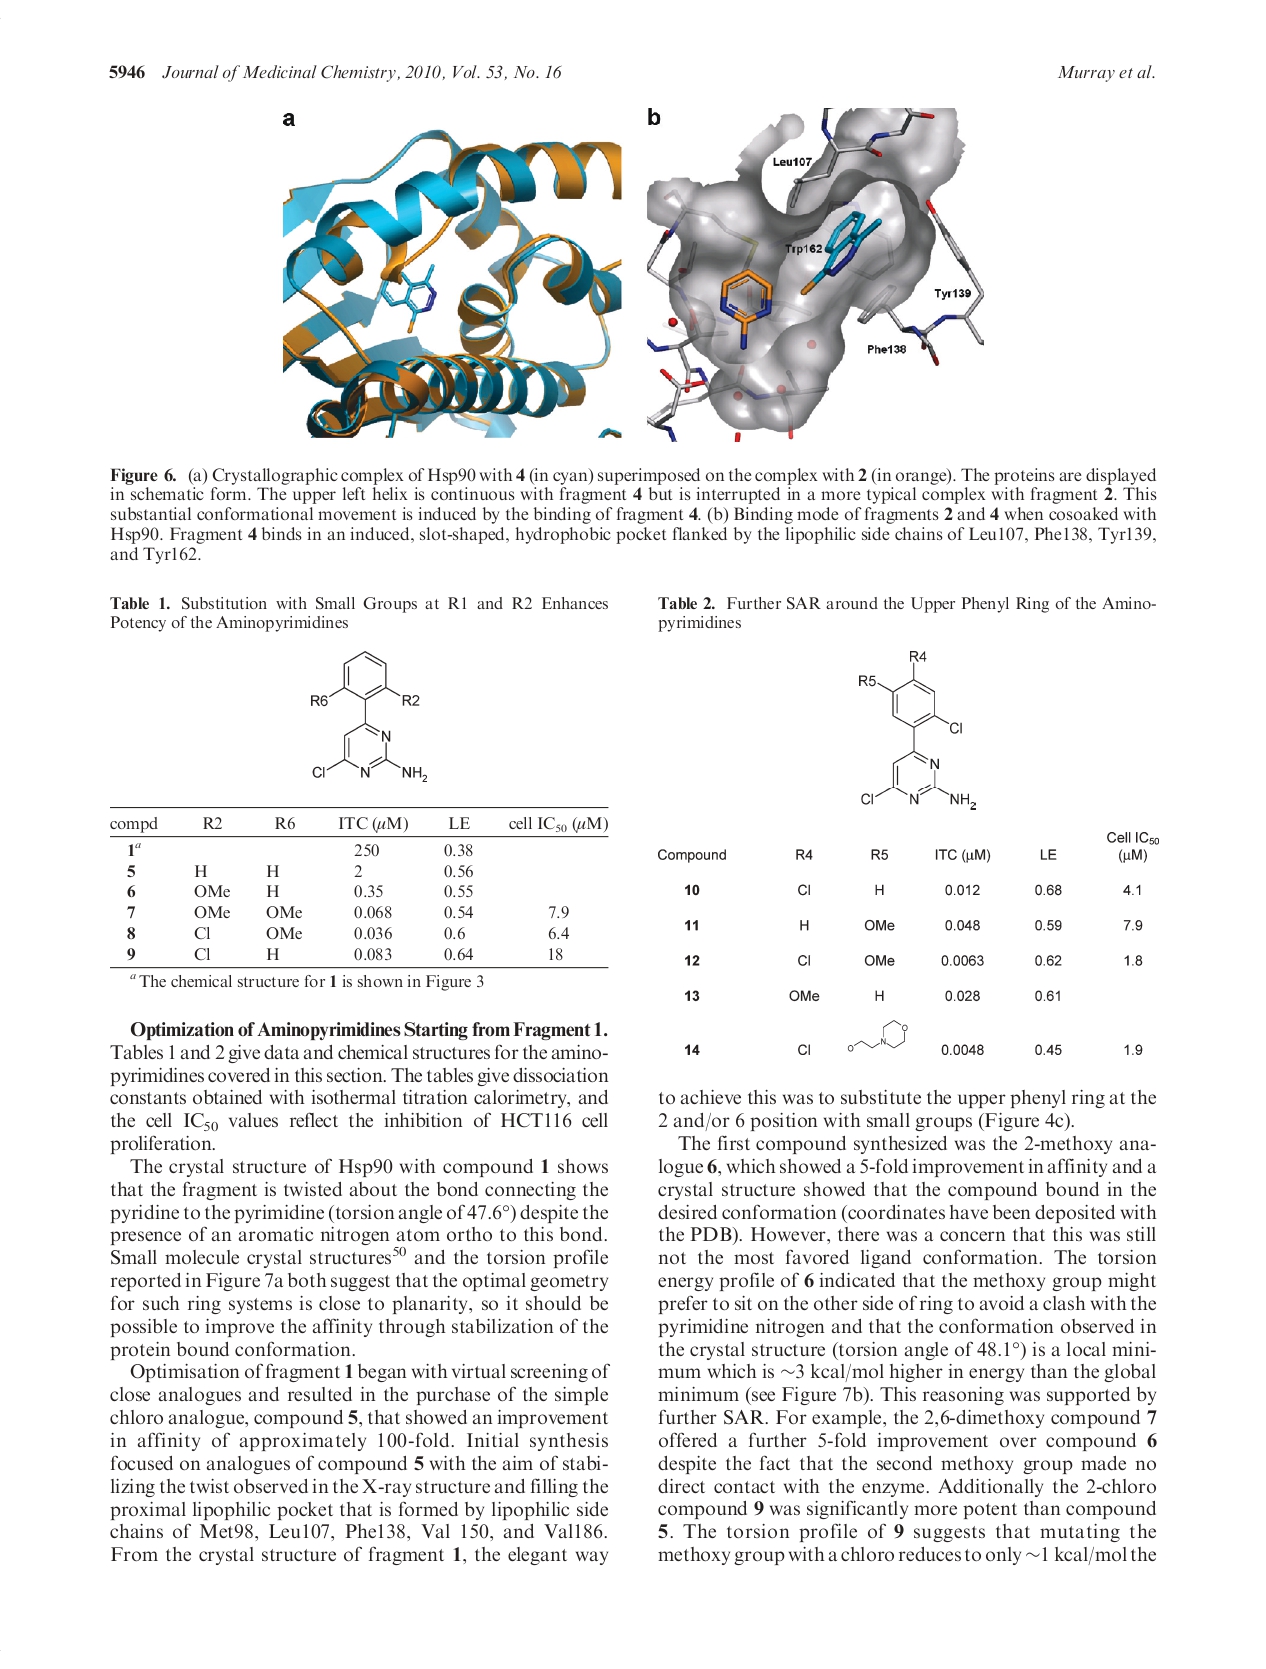 5946 Journal of Medicinal Chemistry, 2010, Vol. 53, No. 16 Murray et al.
a
b
Leu107
Trp162
Tyr139
Phe138
Figure 6. (a) Crystallographic complex of Hsp90 with 4 (in cyan) superimposed on the complex with 2 (in orange). The proteins are displayed
in schematic form. The upper left helix is continuous with fragment 4 but is interrupted in a more typical complex with fragment 2. This
substantial conformational movement is induced by the binding of fragment 4. (b) Binding mode of fragments 2 and 4 when cosoaked with
Hsp90. Fragment 4 binds in an induced, slot-shaped, hydrophobic pocket flanked by the lipophilic side chains of Leu107, Phe138, Tyr139,
and Tyr162.
Table 1. Substitution with Small Groups at R1 and R2 Enhances
Potency of the Aminopyrimidines
R6 R2
N
Cl N NH2
compd R2 R6 ITC (μM) LE cell IC50 (μM)
1a 250 0.38
5 H H 2 0.56
6 OMe H 0.35 0.55
7 OMe OMe 0.068 0.54 7.9
8 Cl OMe 0.036 0.6 6.4
9 Cl H 0.083 0.64 18
a The chemical structure for 1 is shown in Figure 3
Optimization of Aminopyrimidines Starting from Fragment 1.
Tables 1 and 2 give data and chemical structures for the amino-
pyrimidines covered in this section. The tables give dissociation
constants obtained with isothermal titration calorimetry, and
the cell IC50 values reflect the inhibition of HCT116 cell
proliferation.
The crystal structure of Hsp90 with compound 1 shows
that the fragment is twisted about the bond connecting the
pyridine to the pyrimidine (torsion angle of 47.6°) despite the
presence of an aromatic nitrogen atom ortho to this bond.
Small molecule crystal structures50 and the torsion profile
reported in Figure 7a both suggest that the optimal geometry
for such ring systems is close to planarity, so it should be
possible to improve the affinity through stabilization of the
protein bound conformation.
Optimisation of fragment 1 began with virtual screening of
close analogues and resulted in the purchase of the simple
chloro analogue, compound 5, that showed an improvement
in affinity of approximately 100-fold. Initial synthesis
focused on analogues of compound 5 with the aim of stabi-
lizing the twist observed in the X-ray structure and filling the
proximal lipophilic pocket that is formed by lipophilic side
chains of Met98, Leu107, Phe138, Val 150, and Val186.
From the crystal structure of fragment 1, the elegant way
Table 2. Further SAR around the Upper Phenyl Ring of the Amino-
pyrimidines
R4
R5
Cl
N
Cl N NH2
Cell IC50
Compound R4 R5 ITC (μM) LE (μM)
10 Cl H 0.012 0.68 4.1
11 H OMe 0.048 0.59 7.9
12 Cl OMe 0.0063 0.62 1.8
13 OMe H 0.028 0.61
14 Cl O N O 0.0048 0.45 1.9
to achieve this was to substitute the upper phenyl ring at the
2 and/or 6 position with small groups (Figure 4c).
The first compound synthesized was the 2-methoxy ana-
logue 6, which showed a 5-fold improvement in affinity and a
crystal structure showed that the compound bound in the
desired conformation (coordinates have been deposited with
the PDB). However, there was a concern that this was still
not the most favored ligand conformation. The torsion
energy profile of 6 indicated that the methoxy group might
prefer to sit on the other side of ring to avoid a clash with the
pyrimidine nitrogen and that the conformation observed in
the crystal structure (torsion angle of 48.1°) is a local mini-
mum which is ~3 kcal/mol higher in energy than the global
minimum (see Figure 7b). This reasoning was supported by
further SAR. For example, the 2,6-dimethoxy compound 7
offered a further 5-fold improvement over compound 6
despite the fact that the second methoxy group made no
direct contact with the enzyme. Additionally the 2-chloro
compound 9 was significantly more potent than compound
5. The torsion profile of 9 suggests that mutating the
methoxy group with a chloro reduces to only ~1 kcal/mol the